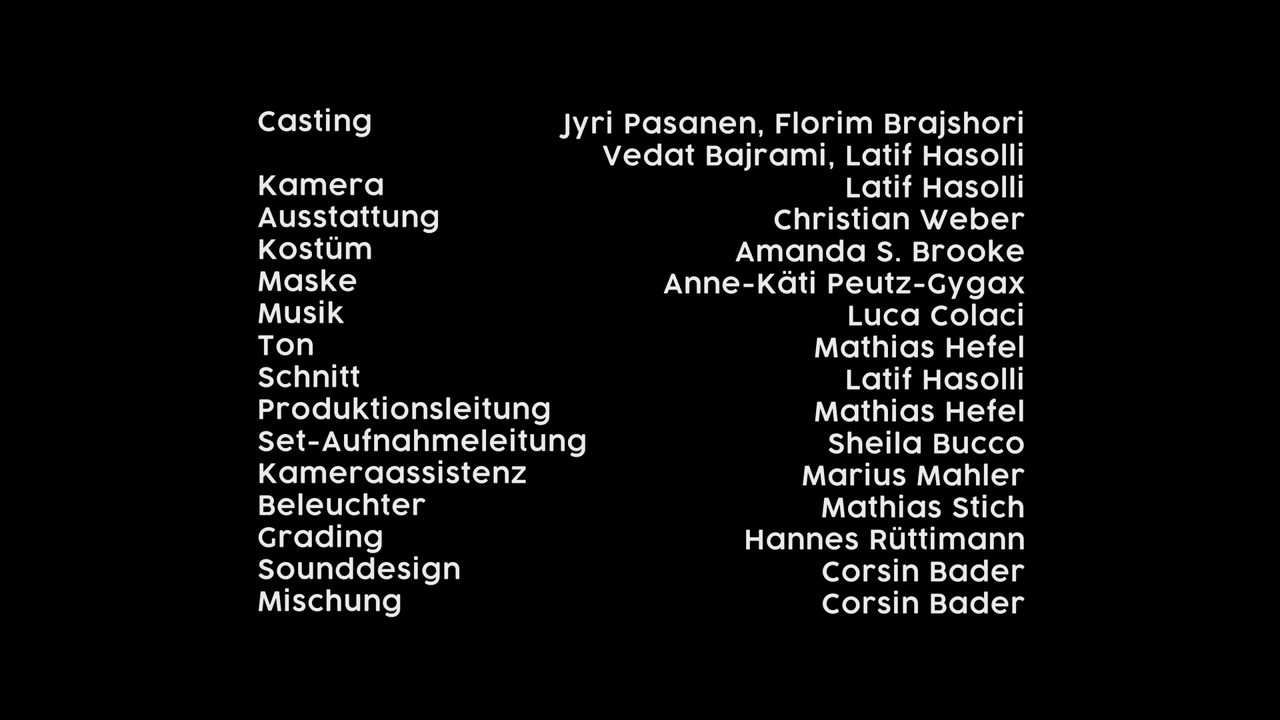 Casting Jyri Pasanen, Florim Brajshori
Vedat Bajrami, Latif Hasolli
Kamera Latif Hasolli
Ausstattung Christian Weber
Kostüm Amanda S. Brooke
Maske Anne-Käti Peutz-Gygax
Musik Luca Colaci
Ton Mathias Hefel
Schnitt Latif Hasolli
Produktionsleitung Mathias Hefel
Set-Aufnahmeleitung Sheila Bucco
Kameraassistenz Marius Mahler
Beleuchter Mathias Stich
Grading Hannes Rüttimann
Sounddesign Corsin Bader
Mischung Corsin Bader